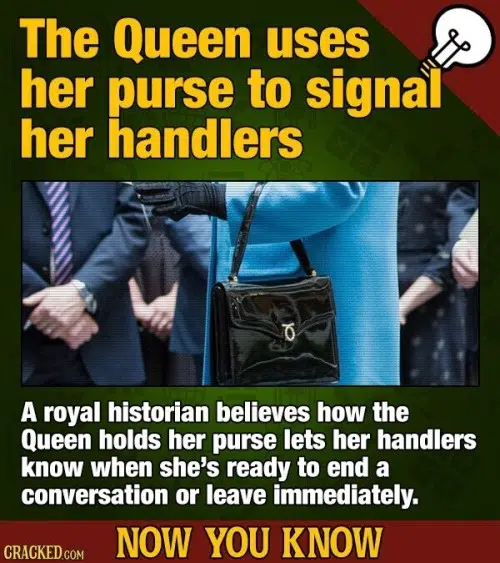 The Queen uses
her purse to signal
her handlers
A royal historian believes how the
Queen holds her purse lets her handlers
know when she's ready to end a
conversation or leave immediately.
CRACKED.COM
NOW YOU KNOW